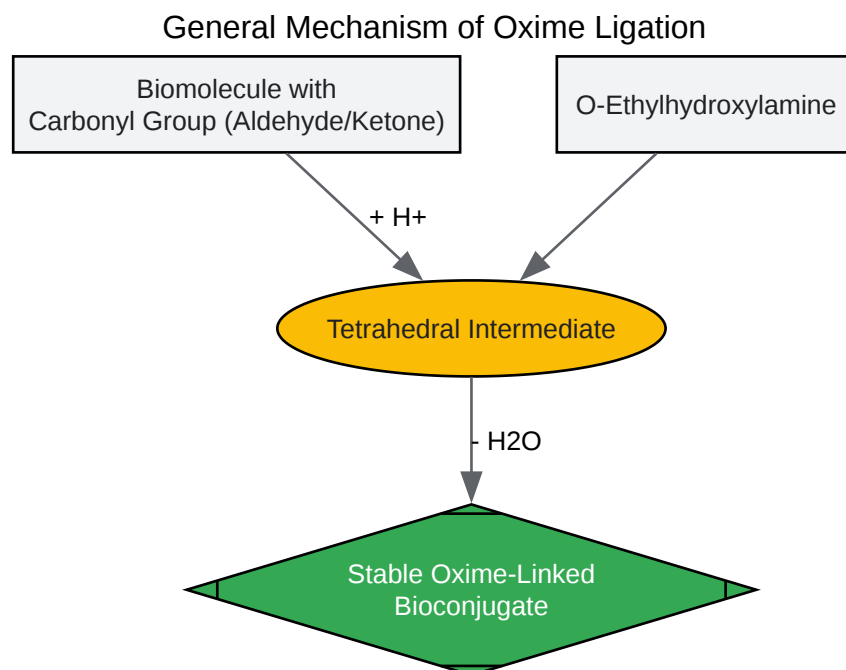 General Mechanism of Oxime Ligation
Biomolecule with
Carbonyl Group (Aldehyde/Ketone)
O-Ethylhydroxylamine
+ H+
Tetrahedral Intermediate
- H2O
Stable Oxime-Linked
Bioconjugate